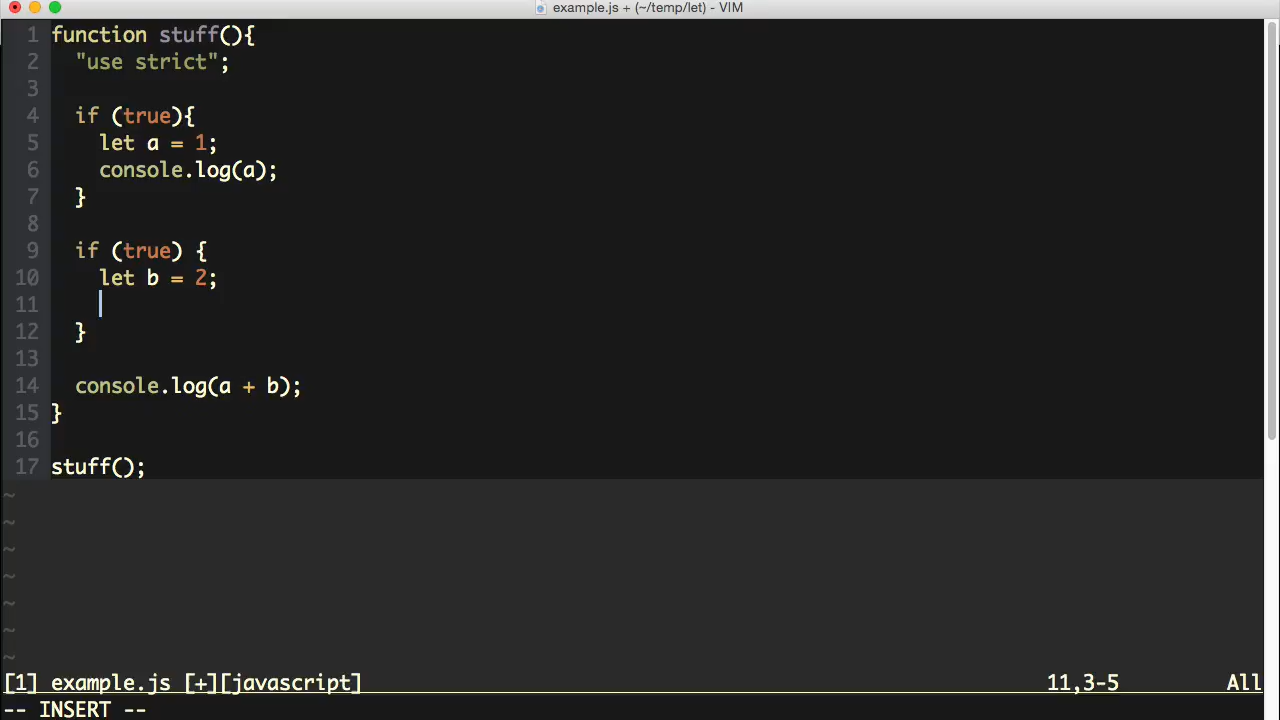 example.js + (~/temp/let) - VIM
1 function stuff(){
2   "use strict";
3
4   if (true){
5     let a = 1;
6     console.log(a);
7   }
8
9   if (true) {
10     let b = 2;
11
12   }
13
14   console.log(a + b);
15 }
16
17 stuff();
~
~
~
~
~
~
~
[1] example.js [+][javascript] 11,3-5 All
-- INSERT --